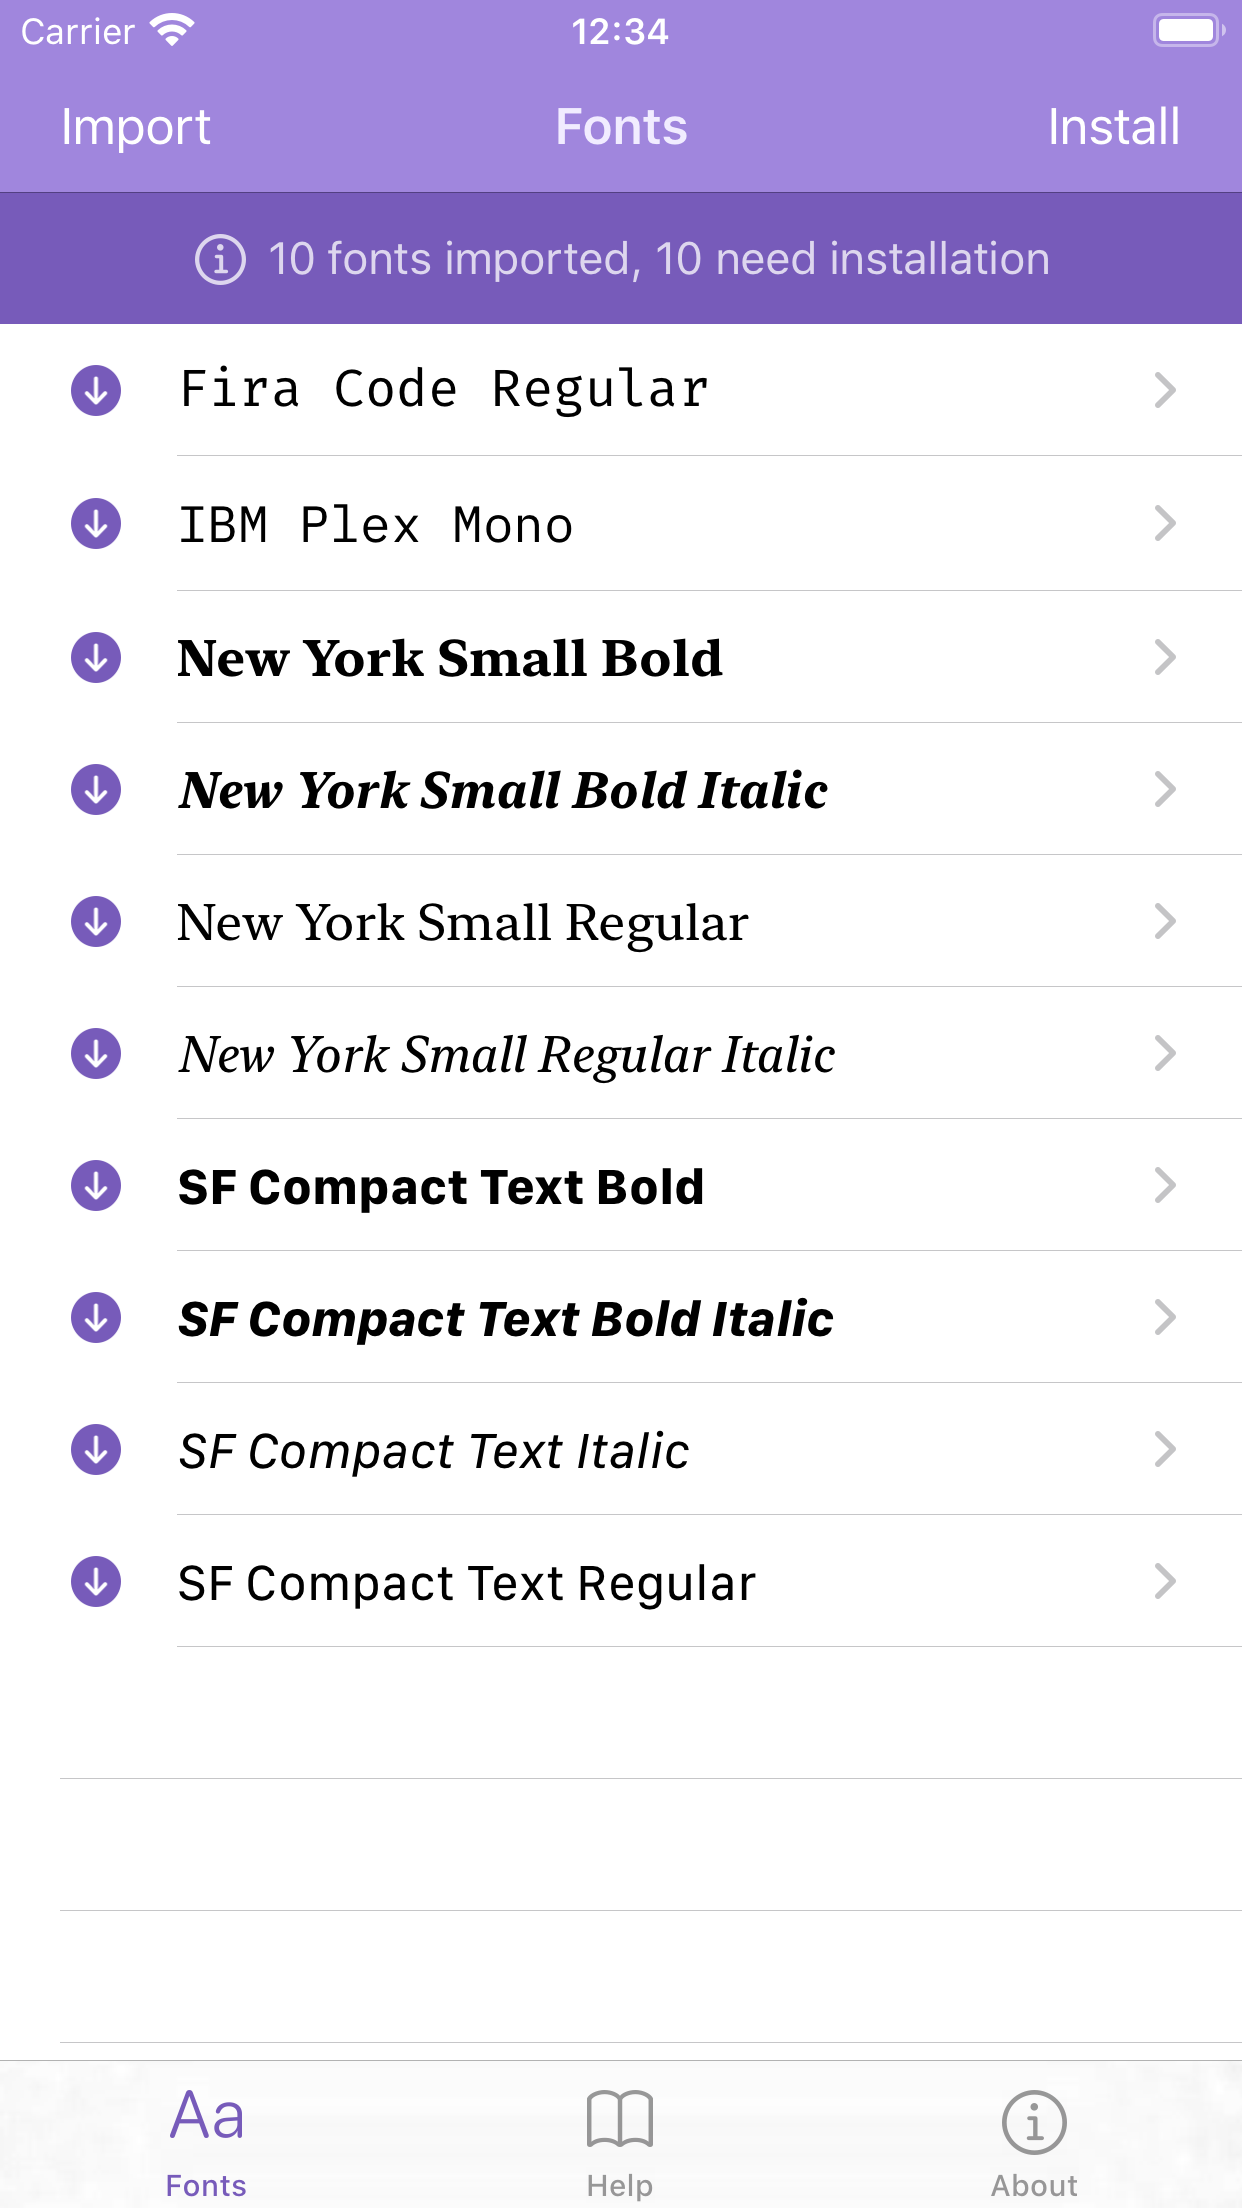 Carrier 12:34
Import Fonts Install
10 fonts imported, 10 need installation
Fira Code Regular
IBM Plex Mono
New York Small Bold
New York Small Bold Italic
New York Small Regular
New York Small Regular Italic
SF Compact Text Bold
SF Compact Text Bold Italic
SF Compact Text Italic
SF Compact Text Regular
Aa
Fonts Help About